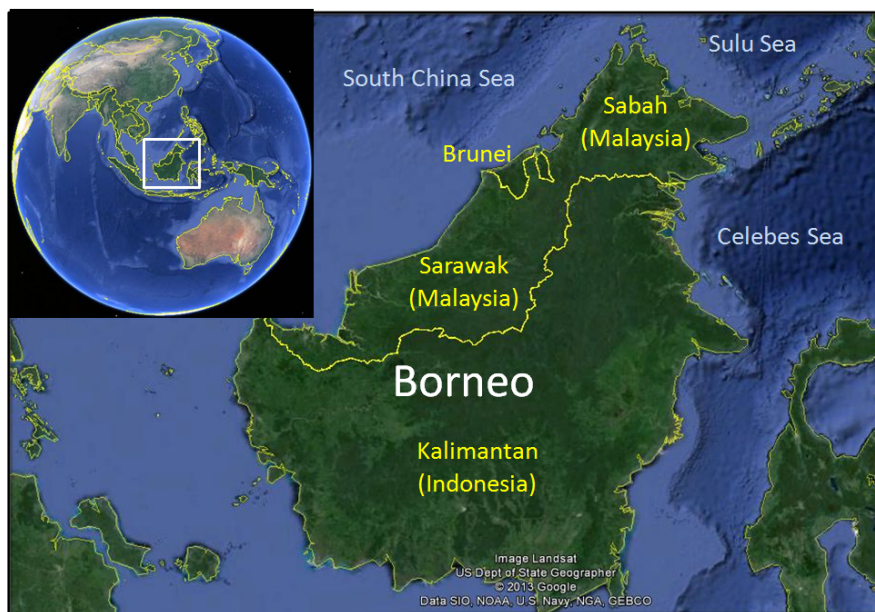 Sulu Sea
South China Sea
Sabah
(Malaysia)
Brunei
Celebes Sea
Sarawak
(Malaysia)
Borneo
Kalimantan
(Indonesia)
Image Landsat
US Dept of State Geographer
© 2013 Google
Data SIO, NOAA, U.S. Navy, NGA, GEBCO